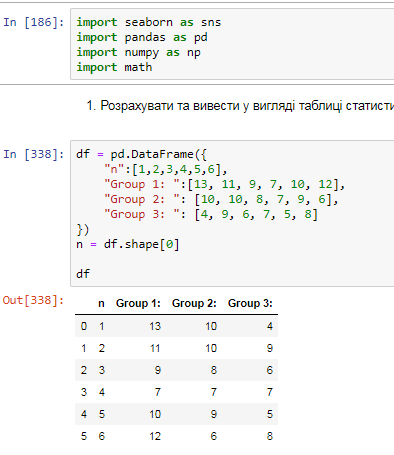 In [186]:
import seaborn as sns
import pandas as pd
import numpy as np
import math
1. Розрахувати та вивести у вигляді таблиці
In [338]:
df = pd.DataFrame({
"n":[1,2,3,4,5,6],
"Group 1: ":[13, 11, 9, 7, 10, 12],
"Group 2: ": [10, 10, 8, 7, 9, 6],
"Group 3: ": [4, 9, 6, 7, 5, 8]
})
n = df.shape[0]
df
Out[338]:
n Group 1: Group 2: Group 3:
0 1 13 10 4
1 2 11 10 9
2 3 9 8 6
3 4 7 7 7
4 5 10 9 5
5 6 12 6 8